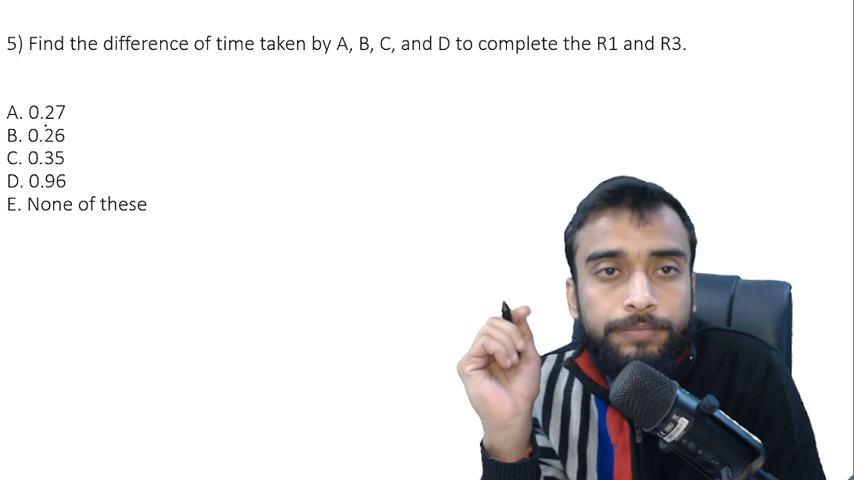 5) Find the difference of time taken by A, B, C, and D to complete the R1 and R3.
A. 0.27
B. 0.26
C. 0.35
D. 0.96
E. None of these